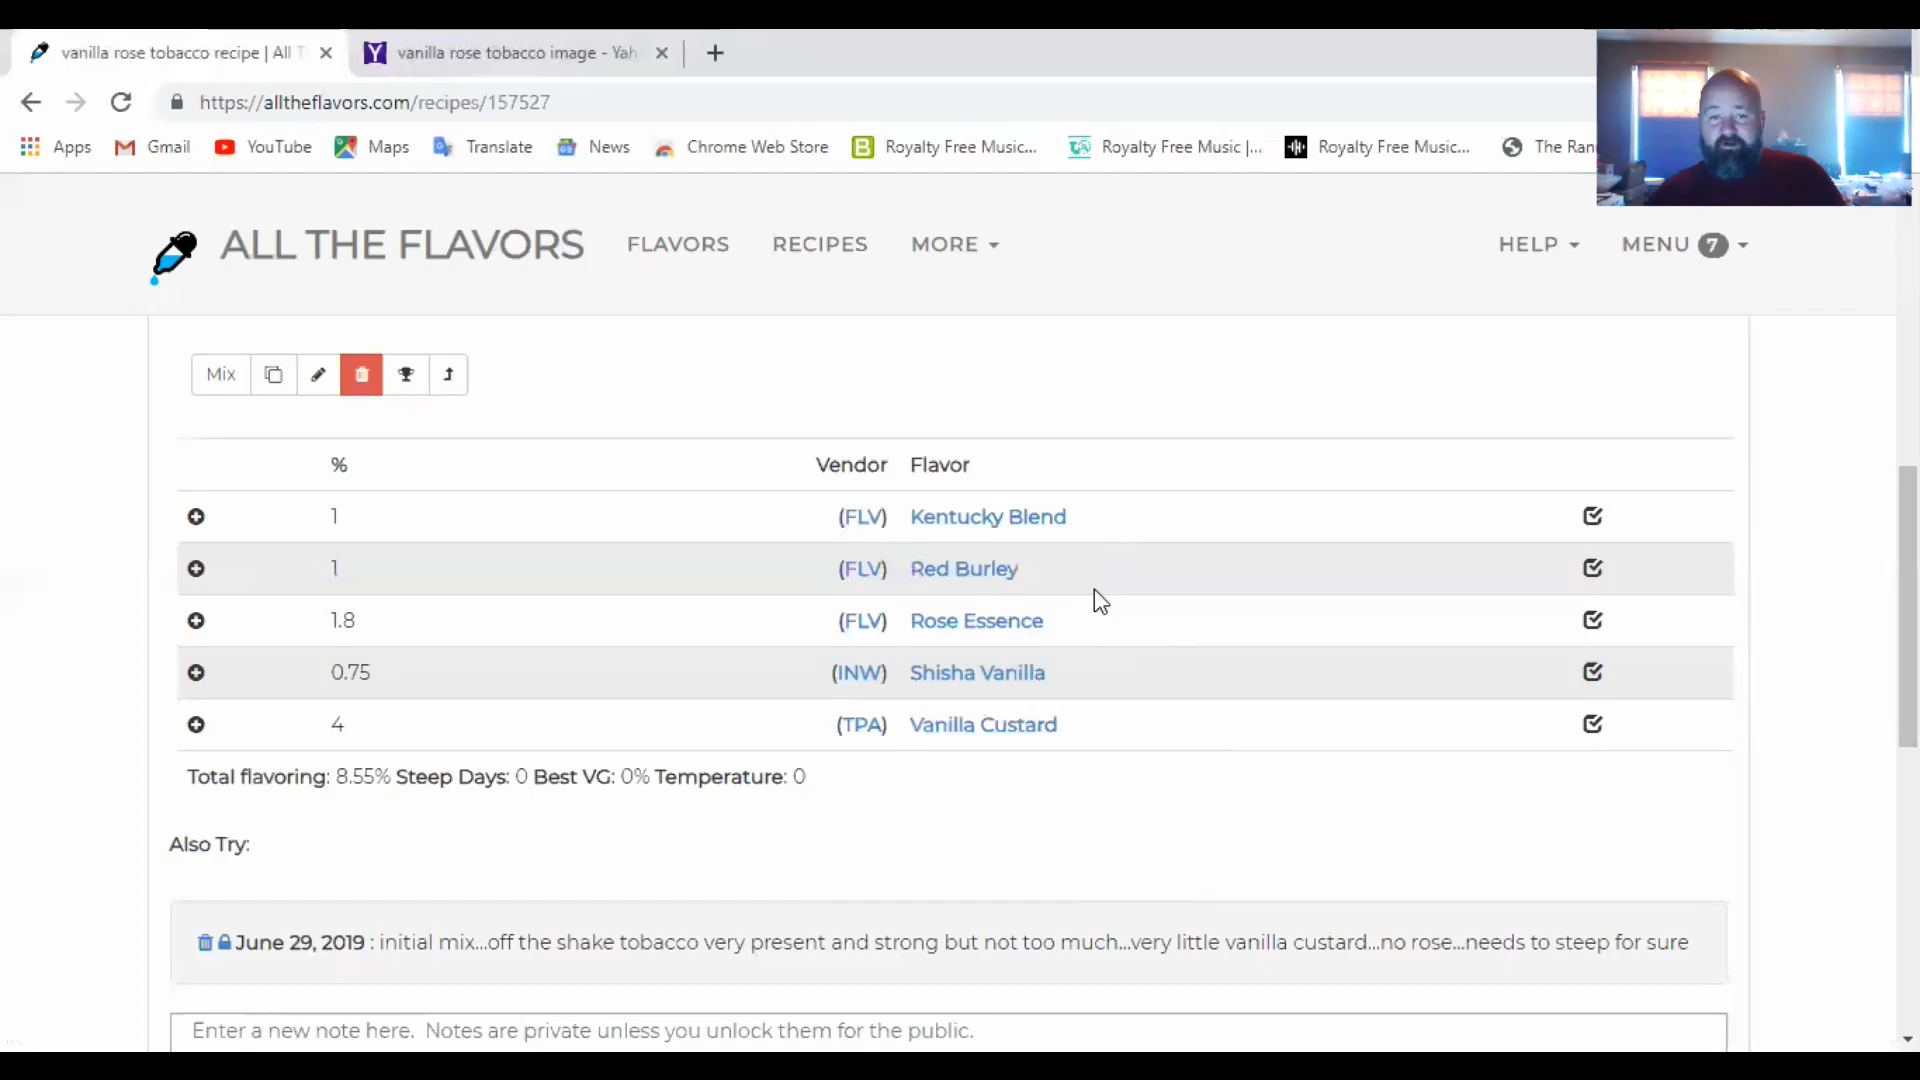 vanilla rose tobacco recipe | All T
vanilla rose tobacco image - Yah
https://alltheflavors.com/recipes/157527
Apps Gmail YouTube Maps Translate News Chrome Web Store Royalty Free Music... Royalty Free Music |... Royalty Free Music... The Ran
ALL THE FLAVORS FLAVORS RECIPES MORE HELP MENU 7
Mix
% Vendor Flavor
1 (FLV) Kentucky Blend
1 (FLV) Red Burley
1.8 (FLV) Rose Essence
0.75 (INW) Shisha Vanilla
4 (TPA) Vanilla Custard
Total flavoring: 8.55% Steep Days: 0 Best VG: 0% Temperature: 0
Also Try:
June 29, 2019 : initial mix...off the shake tobacco very present and strong but not too much...very little vanilla custard...no rose...needs to steep for sure
Enter a new note here. Notes are private unless you unlock them for the public.